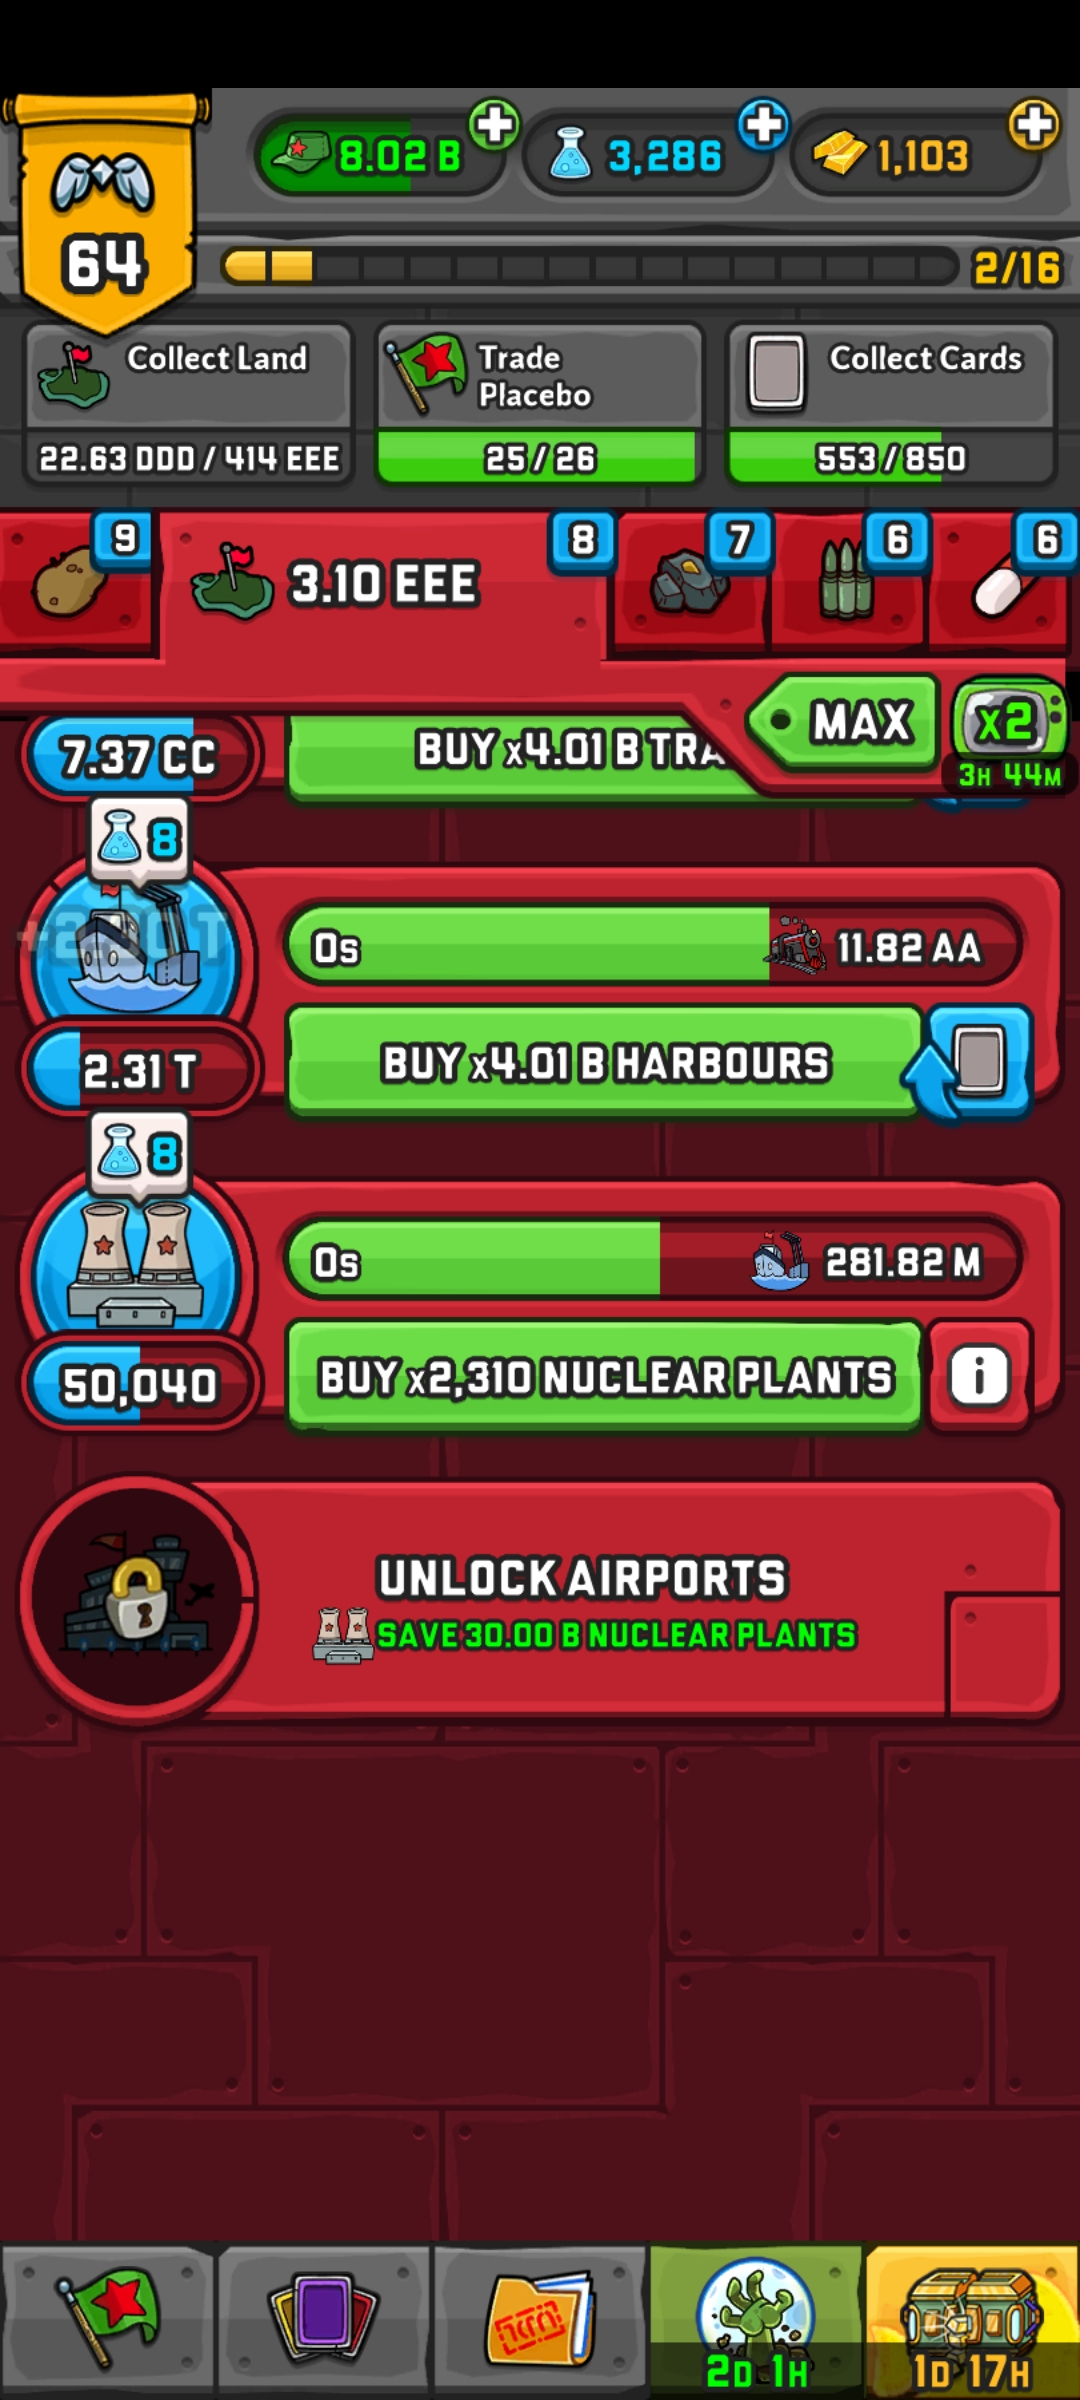 64
8.02 B
3,286
1,103
2/16
Collect Land
22.63 DDD / 414 EEE
Trade
Placebo
25 / 26
Collect Cards
553 / 850
9
3.10 EEE
8
7
6
6
MAX
x2
3H 44M
7.37 CC
BUY x4.01 B TRA
8
0s
11.82 AA
2.31 T
BUY x4.01 B HARBOURS
8
0s
281.82 M
50,040
BUY x2,310 NUCLEAR PLANTS
i
UNLOCK AIRPORTS
SAVE 30.00 B NUCLEAR PLANTS
2D 1H
1D 17H